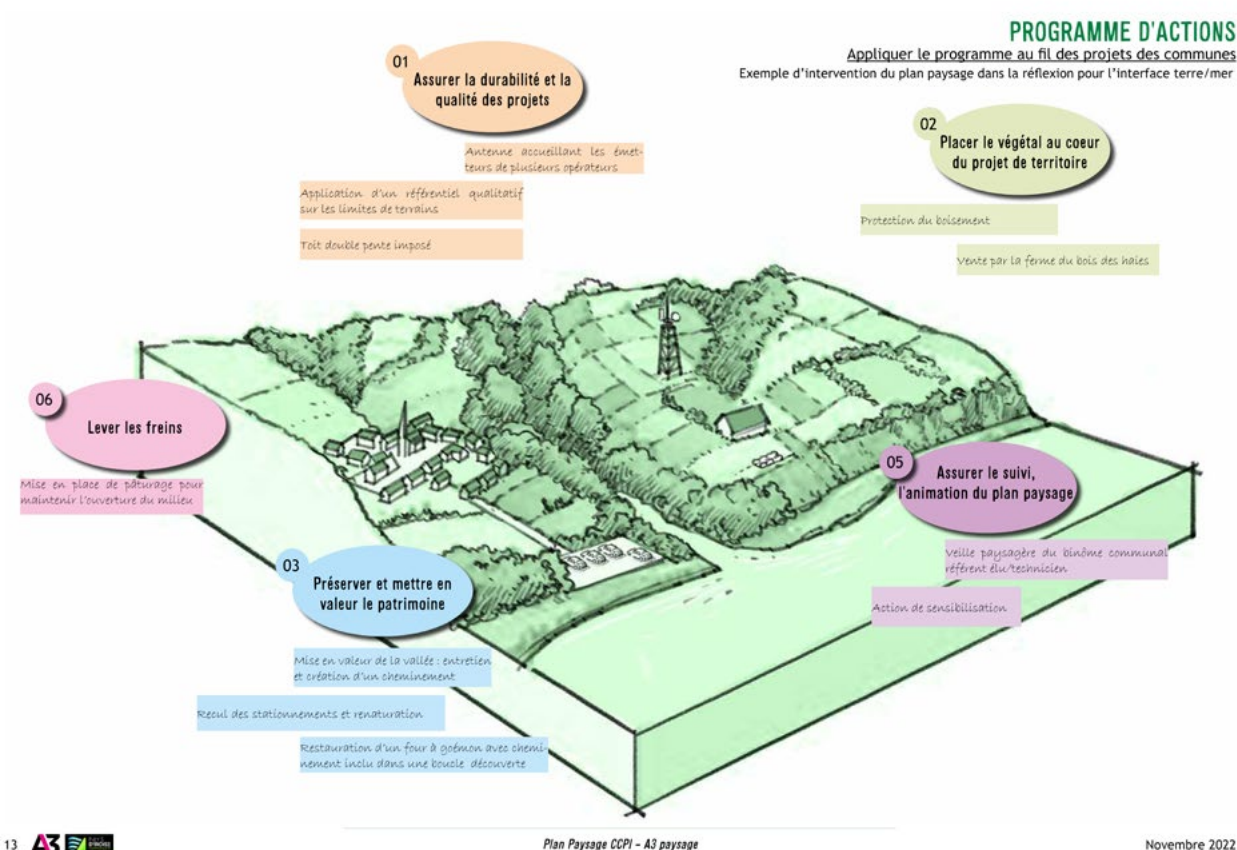 PROGRAMME D'ACTIONS
Appliquer le programme au fil des projets des communes
Exemple d'intervention du plan paysage dans la réflexion pour l'interface terre/mer
01
Assurer la durabilité et la
qualité des projets
Antenne accueillant les émet-
teurs de plusieurs opérateurs
Application d'un référentiel qualitatif
sur les limites de terrains
Toit double pente imposé
02
Placer le végétal au coeur
du projet de territoire
Protection du boisement
Vente par la ferme du bois des haies
06
Lever les freins
Mise en place de pâturage pour
maintenir l'ouverture du milieu
05
Assurer le suivi,
l'animation du plan paysage
Veille paysagère du binôme communal
référent élu/technicien
Action de sensibilisation
03
Préserver et mettre en
valeur le patrimoine
Mise en valeur de la vallée : entretien
et création d'un cheminement
Recul des stationnements et renaturation
Restauration d'un four à goémon avec chemi-
nement inclu dans une boucle découverte
13
A3
Plan Paysage CCPI - A3 paysage
Novembre 2022